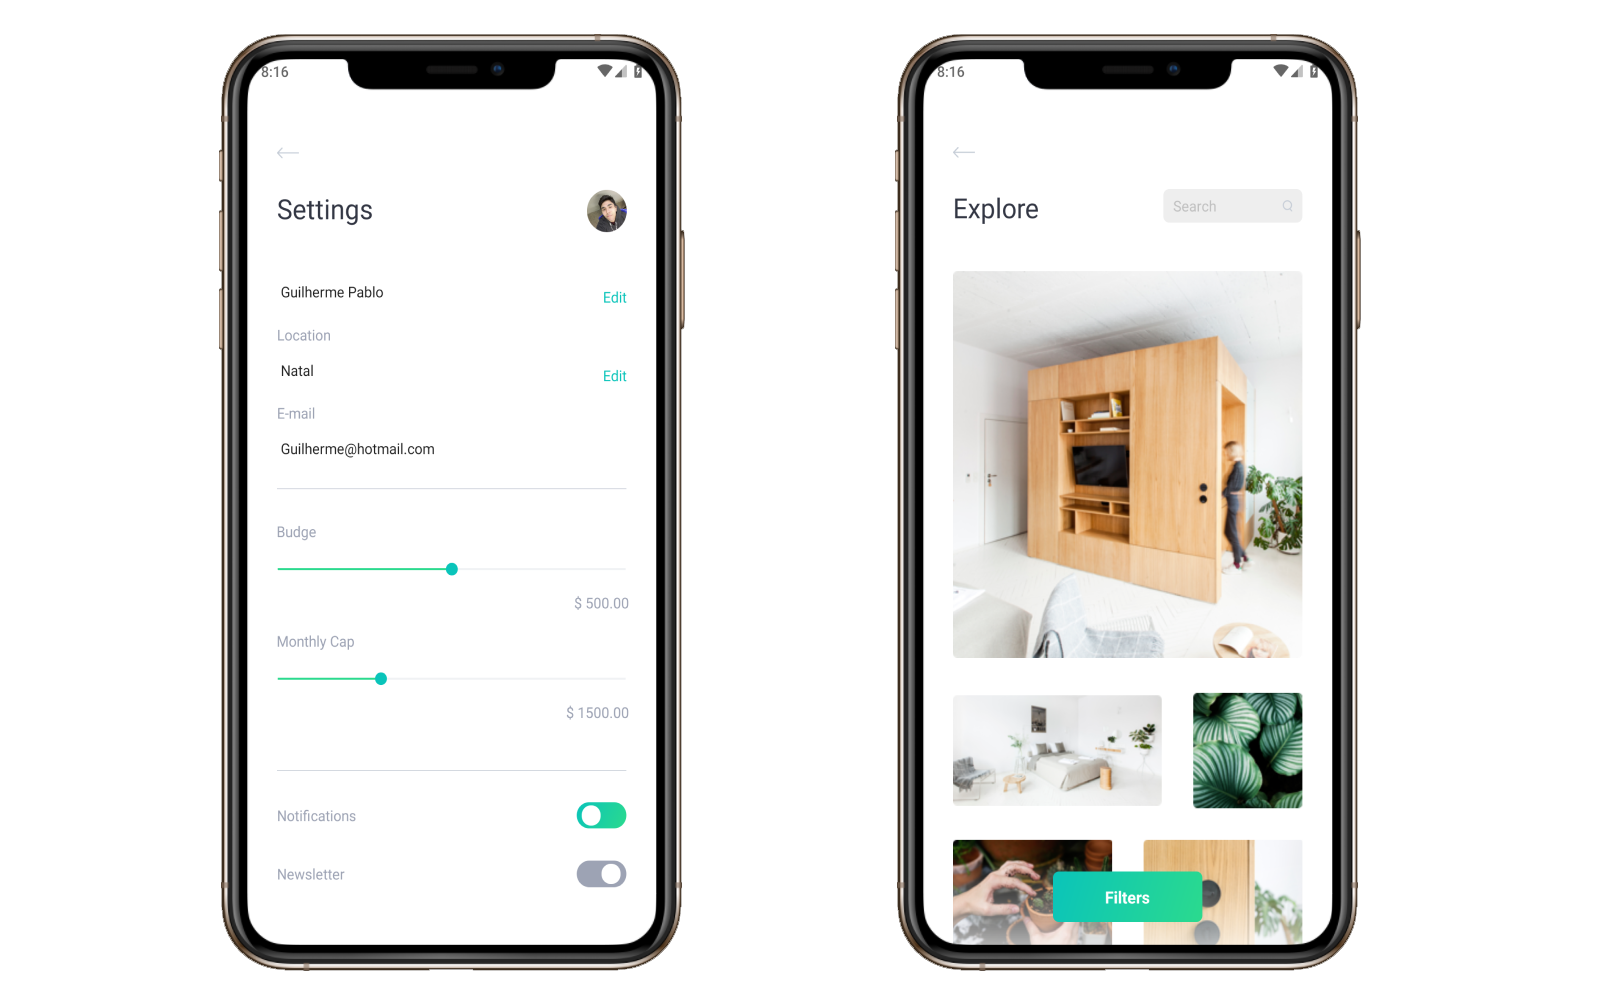 8:16
Settings
Guilherme Pablo
Edit
Location
Natal
Edit
E-mail
Guilherme@hotmail.com
Budge
$ 500.00
Monthly Cap
$ 1500.00
Notifications
Newsletter
8:16
Explore
Search
Filters